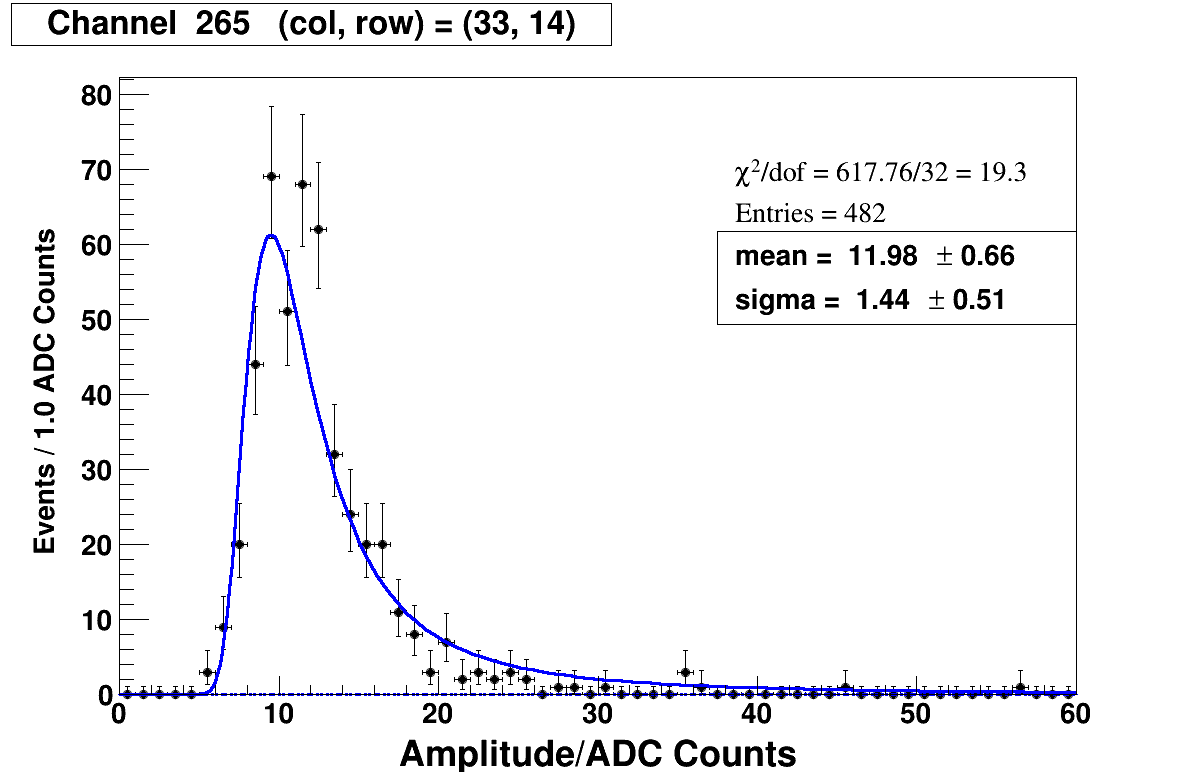 Channel 265 (col, row) = (33, 14)
χ²/dof = 617.76/32 = 19.3
Entries = 482
mean = 11.98 ± 0.66
sigma = 1.44 ± 0.51
Events / 1.0 ADC Counts
80
70
60
50
40
30
20
10
0
0 10 20 30 40 50 60
Amplitude/ADC Counts